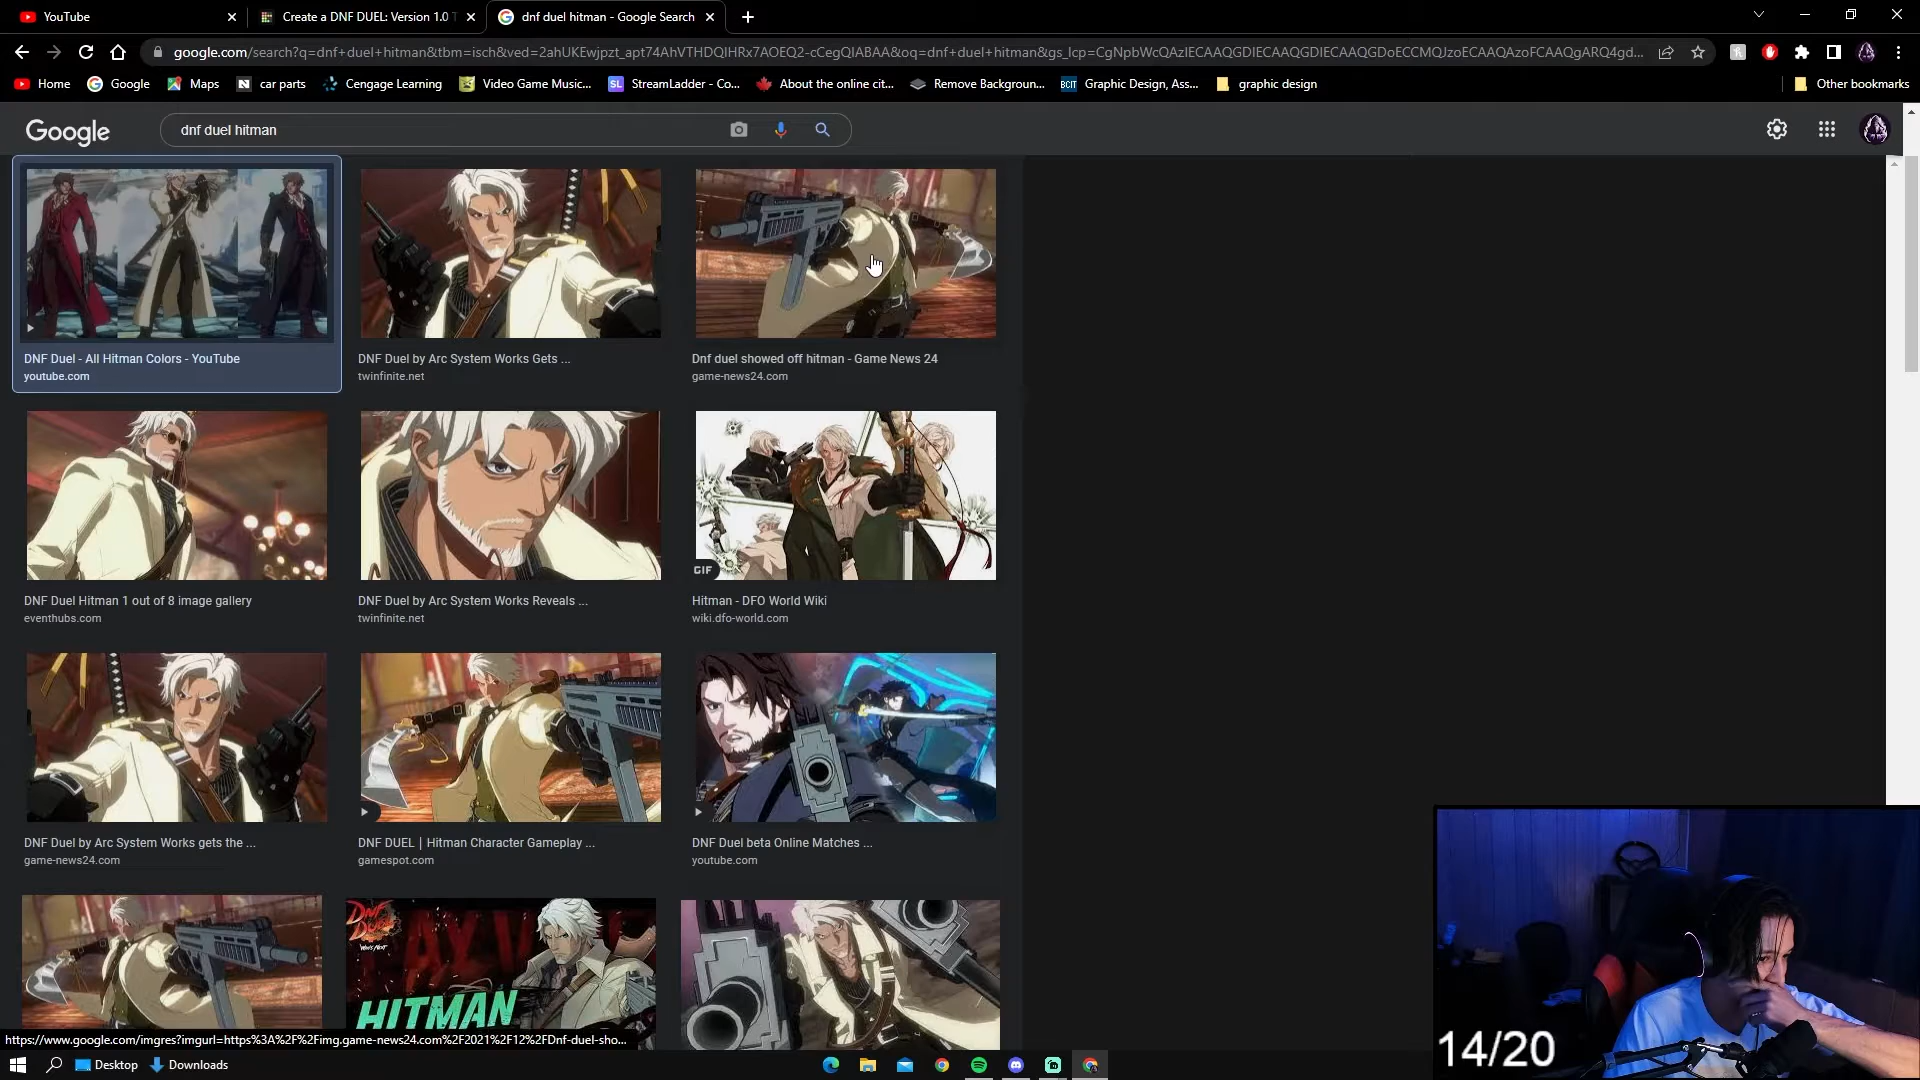 YouTube
Create a DNF DUEL: Version 1.0 T
dnf duel hitman - Google Search
google.com/search?q=dnf+duel+hitman&tbm=isch&ved=2ahUKEwjpzt_apt74AhVTHDQIHRx7AOEQ2-cCegQIABAA&oq=dnf+duel+hitman&gs_lcp=CgNpbWcQAzIECAAQGDIECAAQGDIECAAQGDoECCMQJzoECAAQAzoFCAAQgARQ4gd...
Home
Google
Maps
car parts
Cengage Learning
Video Game Music...
SL StreamLadder - Co...
About the online cit...
Remove Backgroun...
BCIT Graphic Design, Ass...
graphic design
Other bookmarks
Google
dnf duel hitman
DNF Duel - All Hitman Colors - YouTube
youtube.com
DNF Duel by Arc System Works Gets ...
twinfinite.net
Dnf duel showed off hitman - Game News 24
game-news24.com
GIF
DNF Duel Hitman 1 out of 8 image gallery
eventhubs.com
DNF Duel by Arc System Works Reveals ...
twinfinite.net
Hitman - DFO World Wiki
wiki.dfo-world.com
DNF Duel by Arc System Works gets the ...
game-news24.com
DNF DUEL | Hitman Character Gameplay ...
gamespot.com
DNF Duel beta Online Matches ...
youtube.com
DNF
DUEL
WHO'S NEXT
HITMAN
https://www.google.com/imgres?imgurl=https%3A%2F%2Fimg.game-news24.com%2F2021%2F12%2FDnf-duel-sho...
14/20
Desktop
Downloads